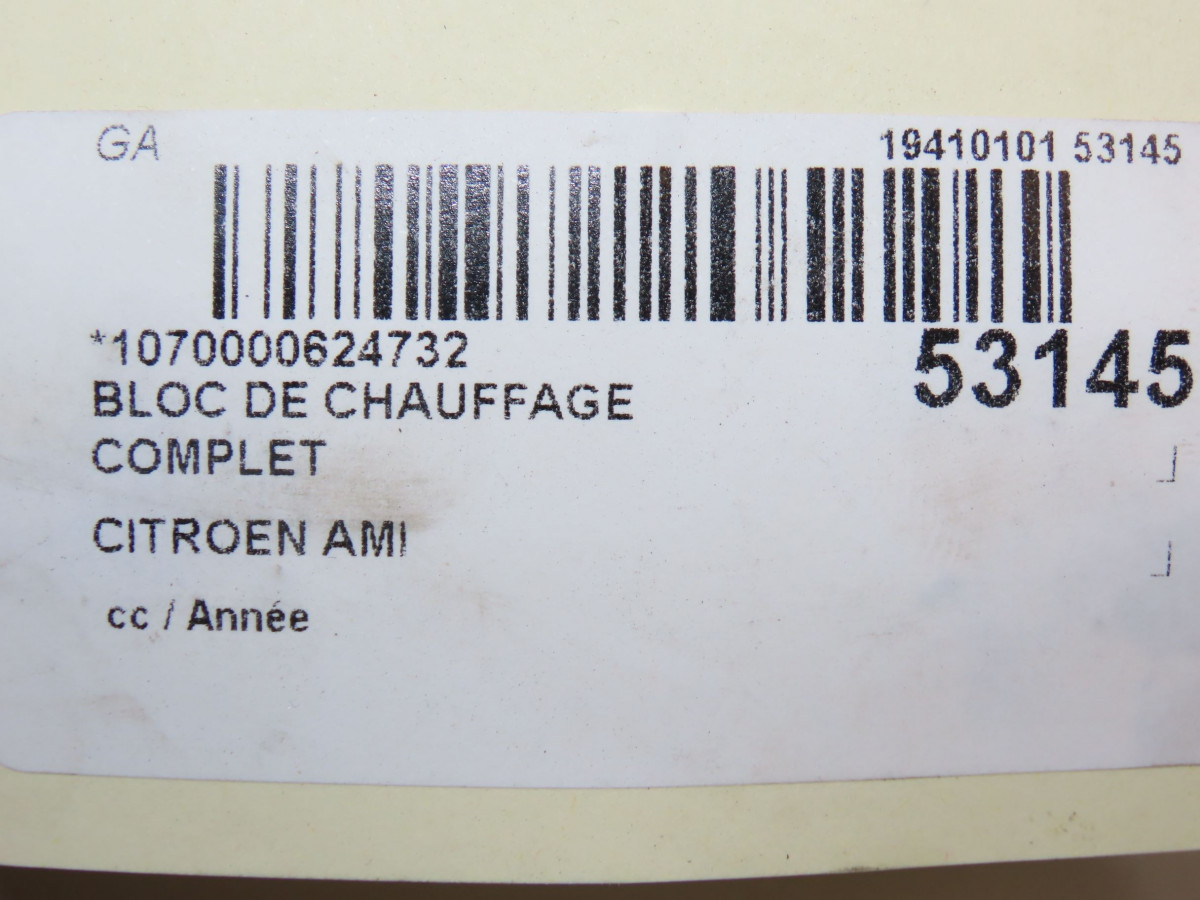 GA
19410101 53145
*1070000624732
53145
BLOC DE CHAUFFAGE
COMPLET
CITROEN AMI
cc / Année